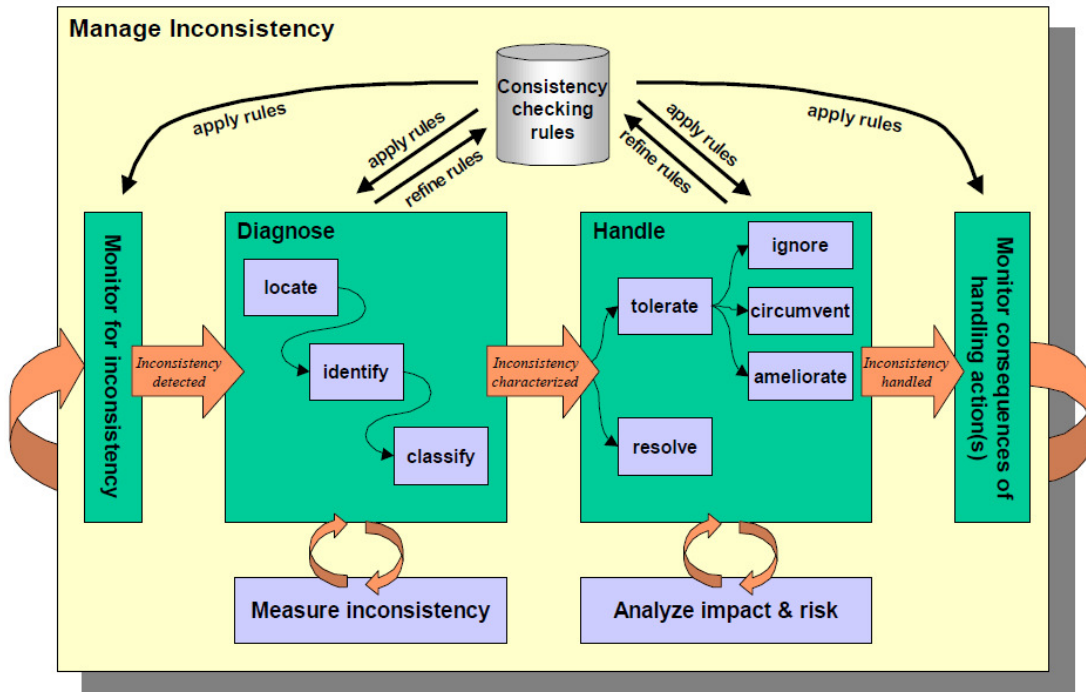 Manage Inconsistency
Consistency
checking
rules
apply rules
apply rules
refine rules
apply rules
refine rules
apply rules
Monitor for inconsistency
Inconsistency
detected
Diagnose
locate
identify
classify
Inconsistency
characterized
Handle
tolerate
resolve
ignore
circumvent
ameliorate
Inconsistency
handled
Monitor consequences of
handling action(s)
Measure inconsistency
Analyze impact & risk